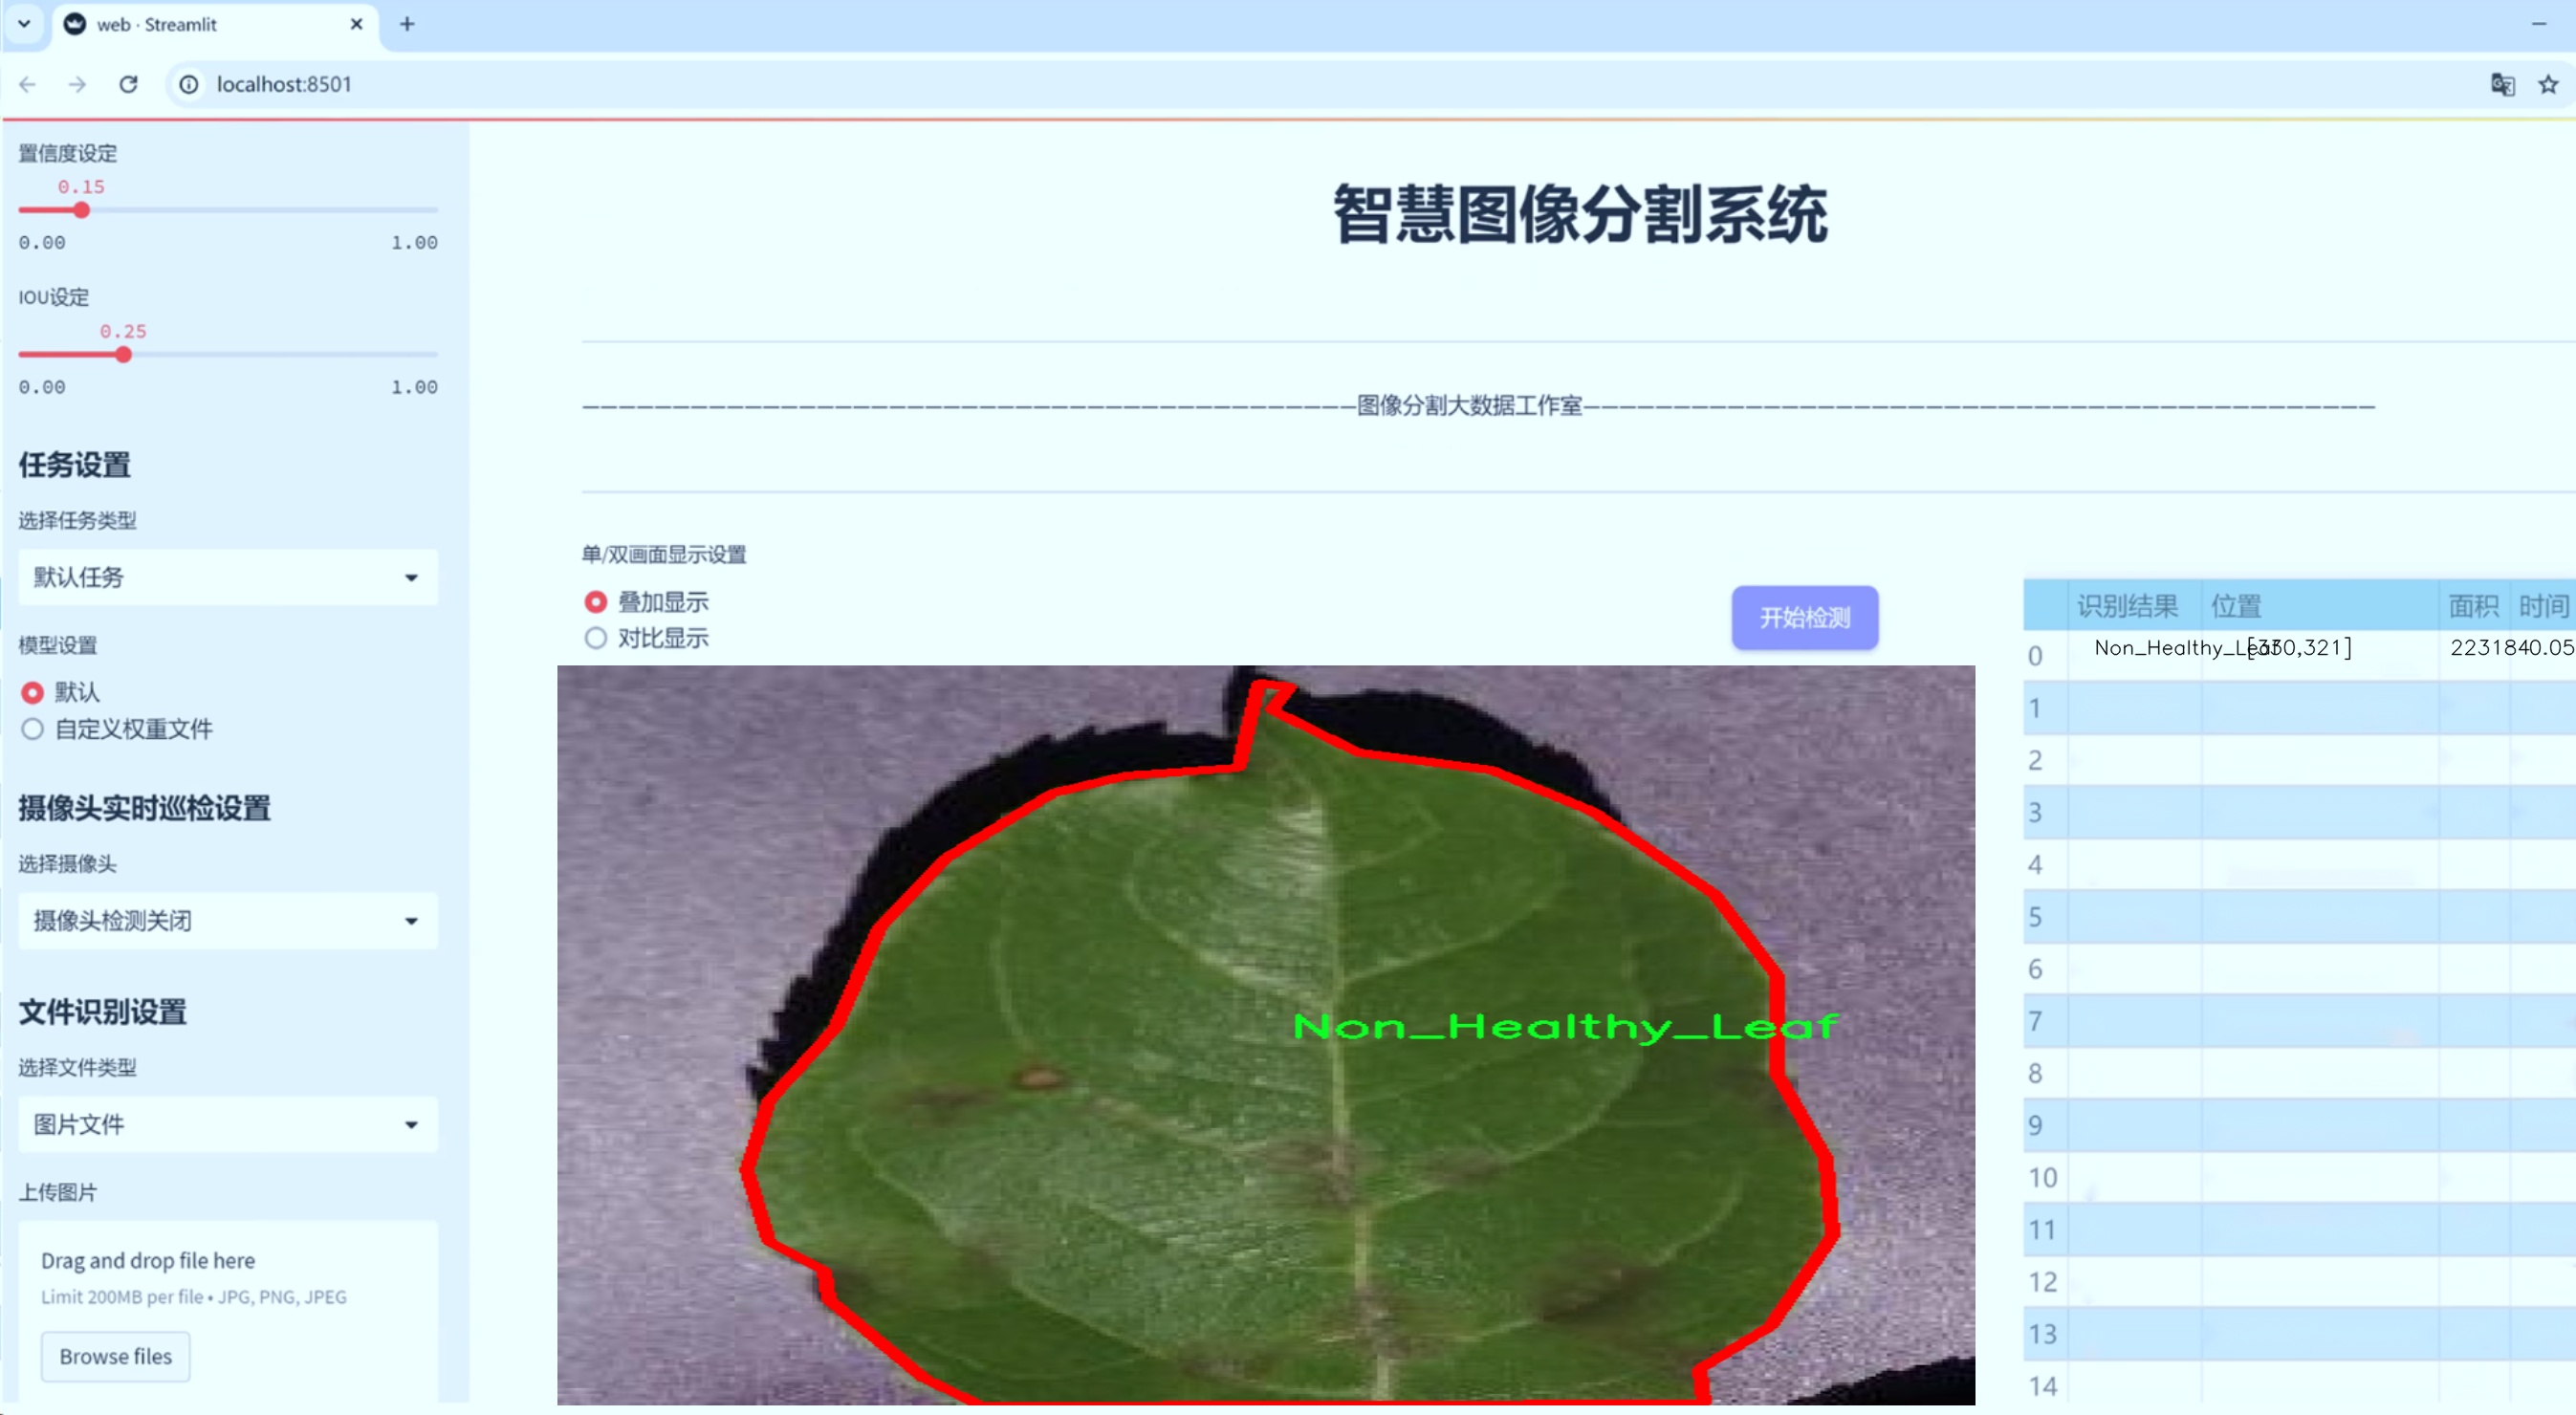 web · Streamlit
localhost:8501
置信度设定
0.15
0.00 1.00
IOU设定
0.25
0.00 1.00
任务设置
选择任务类型
默认任务
模型设置
默认
自定义权重文件
摄像头实时巡检设置
选择摄像头
摄像头检测关闭
文件识别设置
选择文件类型
图片文件
上传图片
Drag and drop file here
Limit 200MB per file • JPG, PNG, JPEG
Browse files
智慧图像分割系统
图像分割大数据工作室
单/双画面显示设置
叠加显示
对比显示
开始检测
Non_Healthy_Leaf
识别结果 位置 面积 时间
0 Non_Healthy_Leaf [330,321] 2231840.05
1
2
3
4
5
6
7
8
9
10
11
12
13
14